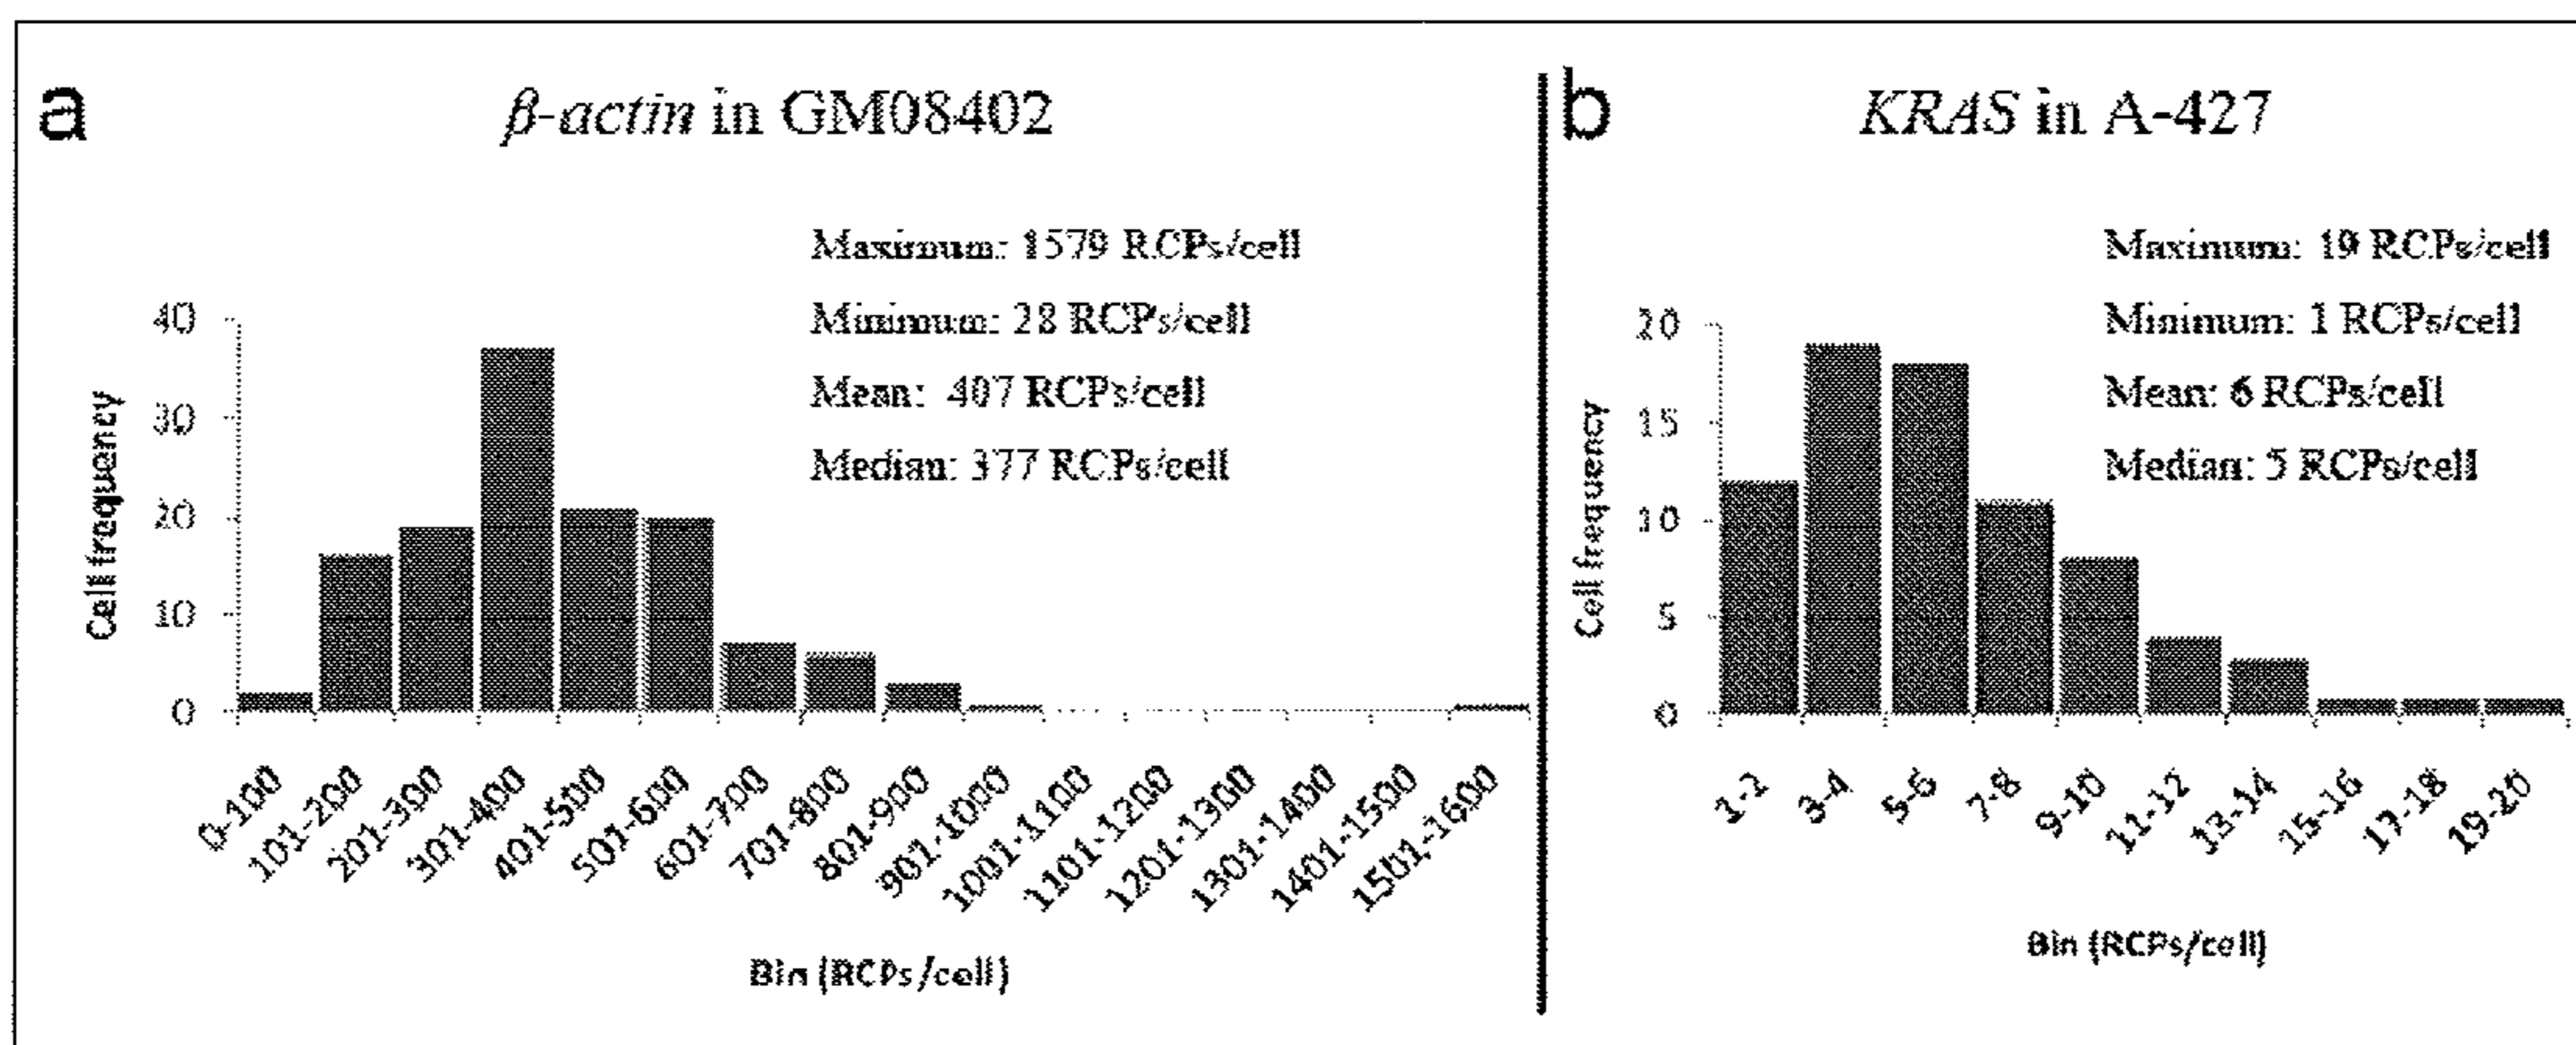 a
β-actin in GM08402
Maximum: 1579 RCPs/cell
Minimum: 28 RCPs/cell
Mean: 407 RCPs/cell
Median: 377 RCPs/cell
Cell frequency
40
30
20
10
0
0-100
101-200
201-300
301-400
401-500
501-600
601-700
701-800
801-900
901-1000
1001-1100
1101-1200
1201-1300
1301-1400
1401-1500
1501-1600
Bin (RCPs/cell)
b
KRAS in A-427
Maximum: 19 RCPs/cell
Minimum: 1 RCPs/cell
Mean: 6 RCPs/cell
Median: 5 RCPs/cell
Cell frequency
20
15
10
5
0
1-2
3-4
5-6
7-8
9-10
11-12
13-14
15-16
17-18
19-20
Bin (RCPs/cell)